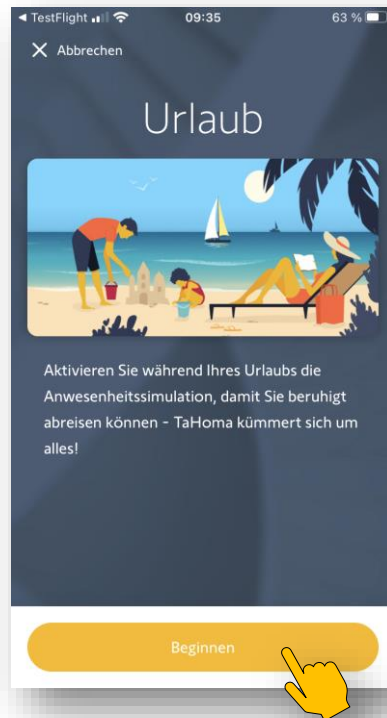 ◀ TestFlight
09:35
63 %
Abbrechen
Urlaub
Aktivieren Sie während Ihres Urlaubs die
Anwesenheitssimulation, damit Sie beruhigt
abreisen können - TaHoma kümmert sich um
alles!
Beginnen